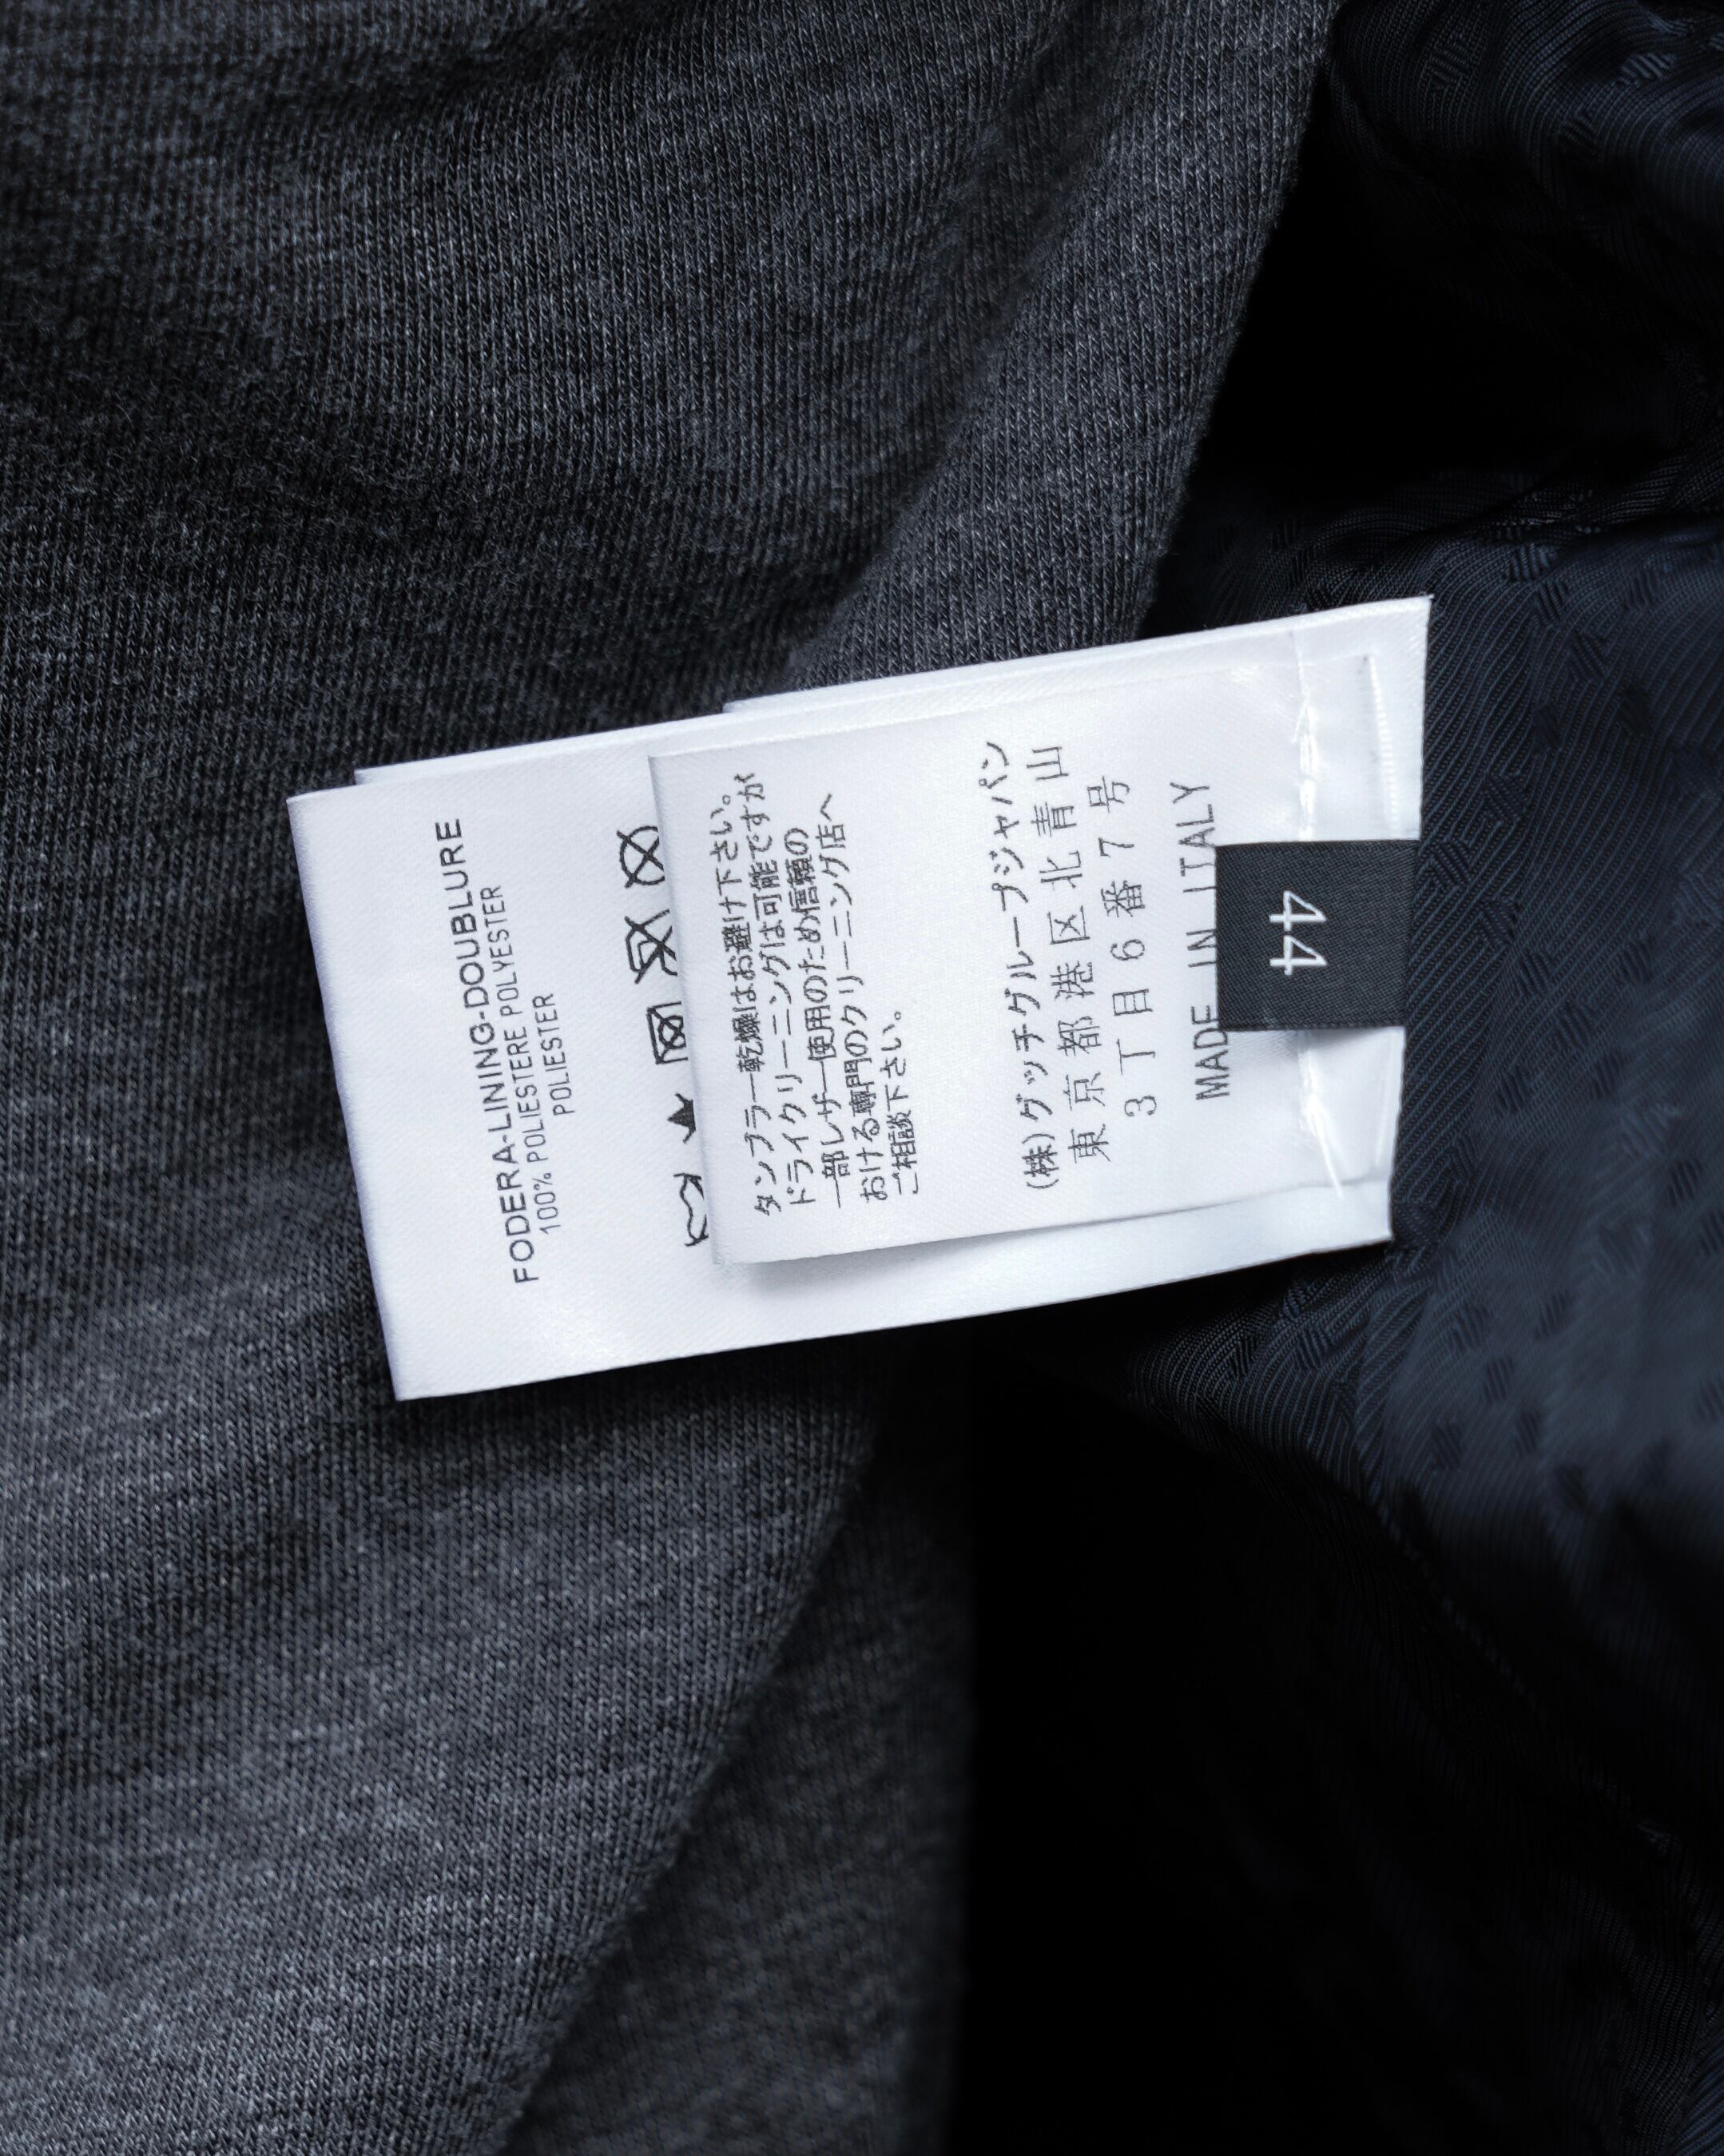 FODERA-LINING-DOUBLURE
100% POLIESTERE POLYESTER
POLIESTER
タンブラー乾燥はお避け下さい。
ドライクリーニングは可能ですが
一部レザー使用のため信頼の
おける専門のクリーニング店へ
ご相談下さい。
(株)グッチグループジャパン
東京都港区北青山
3丁目6番7号
MADE IN ITALY
44